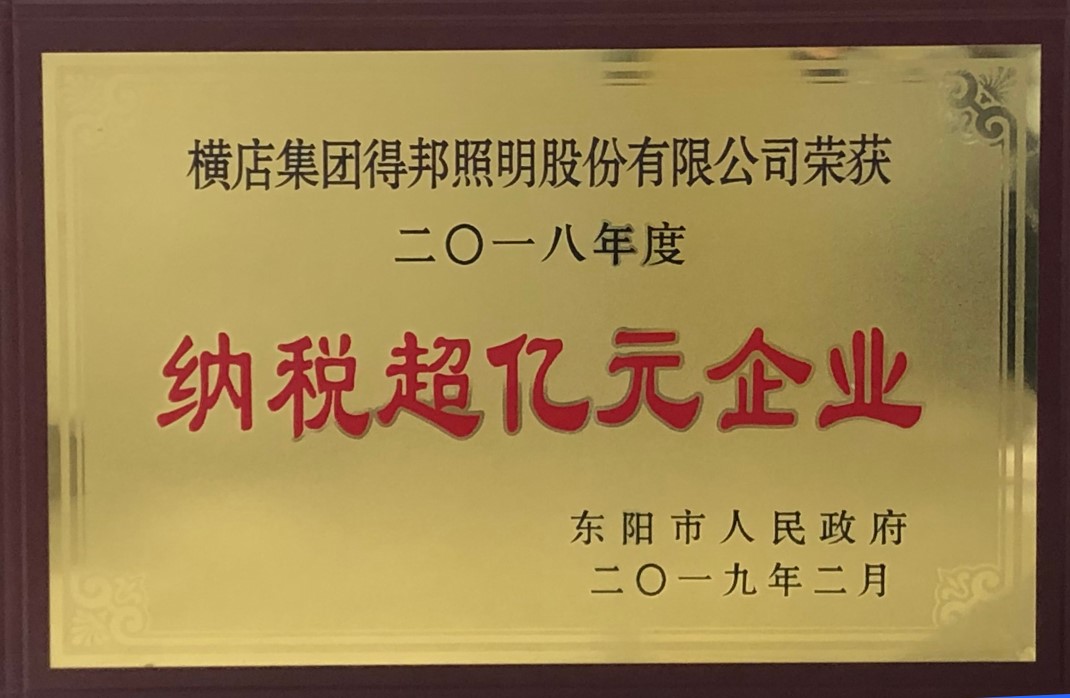 横店集团得邦照明股份有限公司荣获
二〇一八年度
纳税超亿元企业
东阳市人民政府
二〇一九年二月